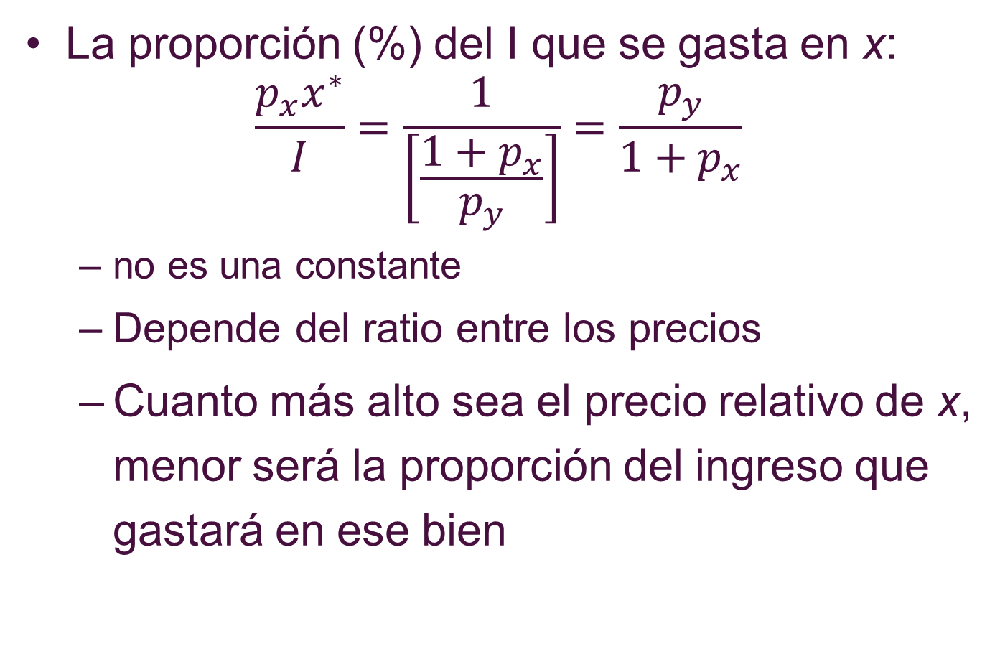 • La proporción (%) del I que se gasta en x:
$\frac{p_x x^*}{I} = \frac{1}{\left[\frac{1 + p_x}{p_y}\right]} = \frac{p_y}{1 + p_x}$
– no es una constante
– Depende del ratio entre los precios
– Cuanto más alto sea el precio relativo de x,
menor será la proporción del ingreso que
gastará en ese bien